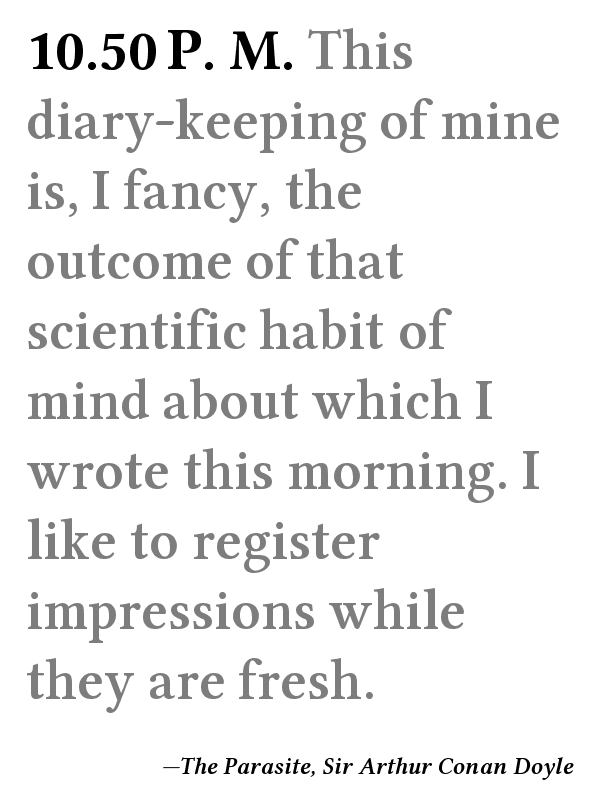 10.50 P. M. This
diary-keeping of mine
is, I fancy, the
outcome of that
scientific habit of
mind about which I
wrote this morning. I
like to register
impressions while
they are fresh.
—The Parasite, Sir Arthur Conan Doyle